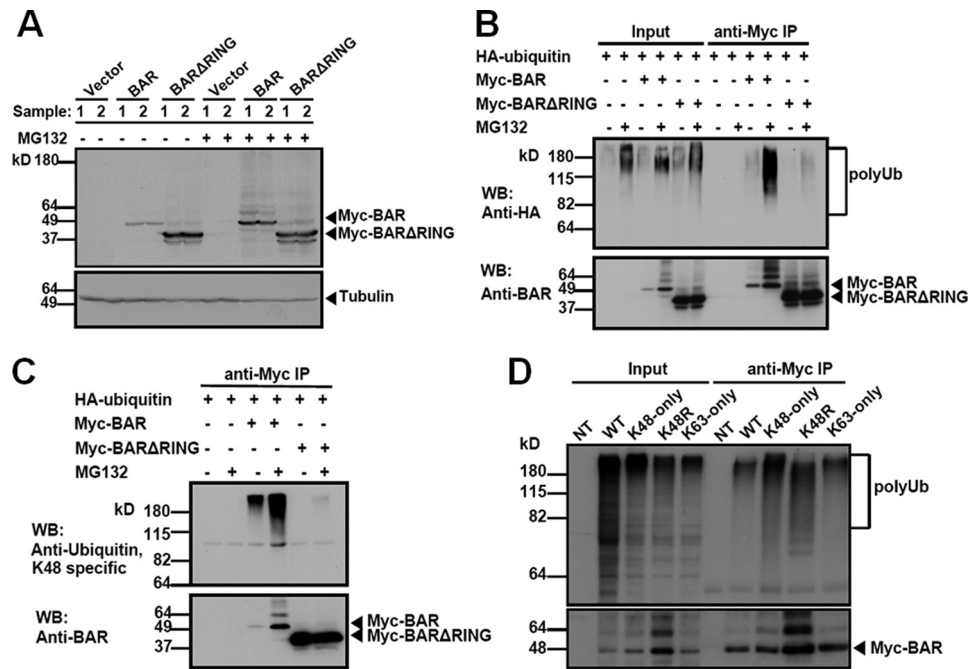 A
Vector BAR BARΔRING Vector BAR BARΔRING
Sample: 1 2 1 2 1 2 1 2 1 2 1 2
MG132 - - - - - - + + + + + +
kD 180
64
49
37
Myc-BAR
Myc-BARΔRING
64
49
Tubulin
B
Input anti-Myc IP
HA-ubiquitin + + + + + + + + + + + +
Myc-BAR + + + +
Myc-BARΔRING + + + +
MG132 - + - + - + - + - + - +
kD
180
115
82
64
WB:
Anti-HA
polyUb
WB:
Anti-BAR
64
49
37
Myc-BAR
Myc-BARΔRING
C
anti-Myc IP
HA-ubiquitin + + + + + +
Myc-BAR + +
Myc-BARΔRING + +
MG132 - + - + - +
kD
180
115
82
64
WB:
Anti-Ubiquitin,
K48 specific
WB:
Anti-BAR
64
49
37
Myc-BAR
Myc-BARΔRING
D
Input anti-Myc IP
NT WT K48-only K48R K63-only NT WT K48-only K48R K63-only
kD
180
115
82
64
polyUb
64
48
Myc-BAR